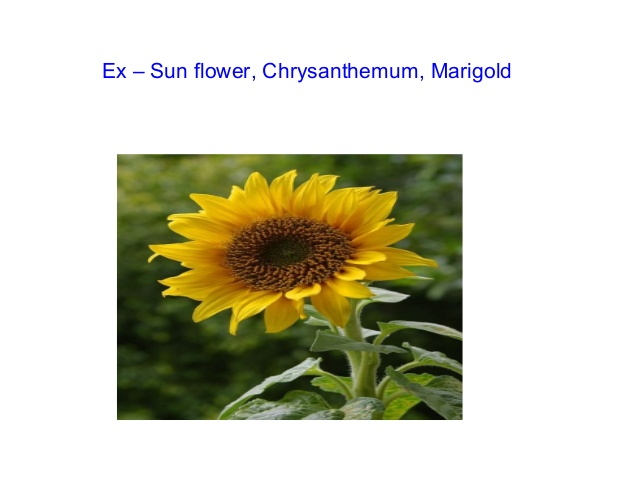 Ex – Sun flower, Chrysanthemum, Marigold